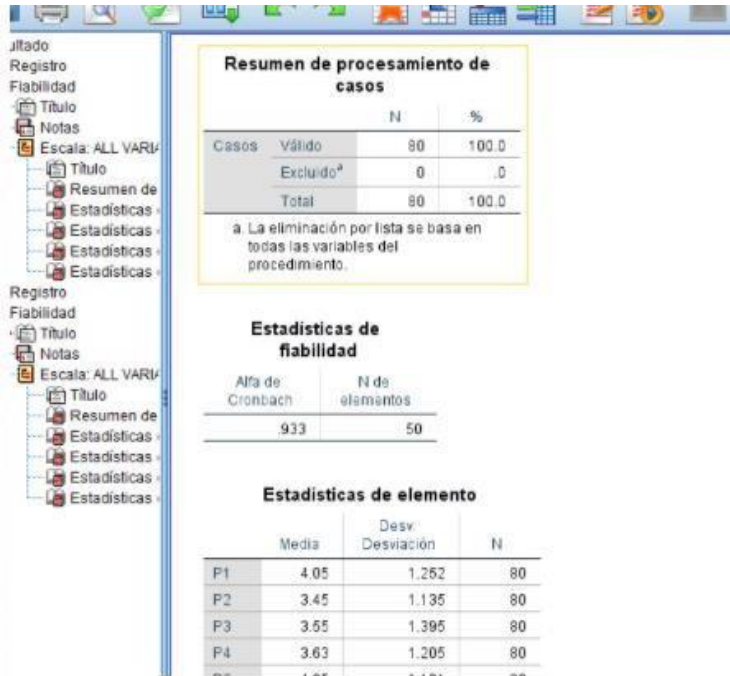 ultado
Registro
Fiabilidad
Título
Notas
Escala: ALL VARIA
Título
Resumen de
Estadísticas
Estadísticas
Estadísticas
Estadísticas
Registro
Fiabilidad
Título
Notas
Escala: ALL VARIA
Título
Resumen de
Estadísticas
Estadísticas
Estadísticas
Estadísticas
Resumen de procesamiento de
casos
N %
Casos Válido 80 100.0
Excluidoª 0 .0
Total 80 100.0
a. La eliminación por lista se basa en
todas las variables del
procedimiento.
Estadísticas de
fiabilidad
Alfa de N de
Cronbach elementos
.933 50
Estadísticas de elemento
Desv.
Media Desviación N
P1 4.05 1.252 80
P2 3.45 1.135 80
P3 3.55 1.395 80
P4 3.63 1.205 80